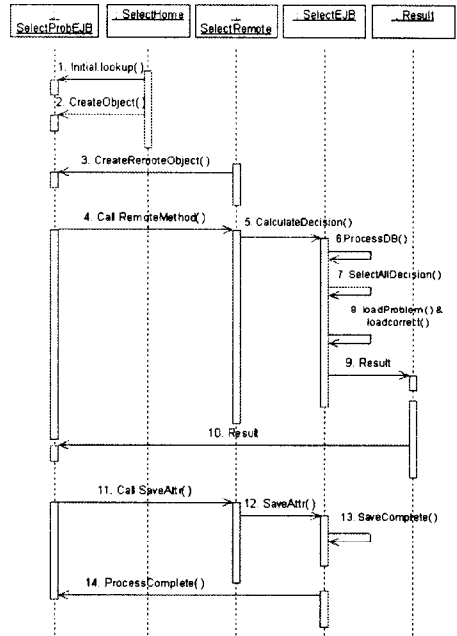 : SelectProbEJB
: SelectHome
: SelectRemote
: SelectEJB
: Result
1. Initial.lookup( )
2. CreateObject( )
3. CreateRemoteObject( )
4. Call RemoteMethod( )
5. CalculateDecision( )
6.ProcessDB( )
7. SelectAllDecision( )
8. loadProblem( ) &
loadcorrect( )
9. Result
10. Result
11. Call SaveAttr( )
12. SaveAttr( )
13. SaveComplete( )
14. ProcessComplete( )